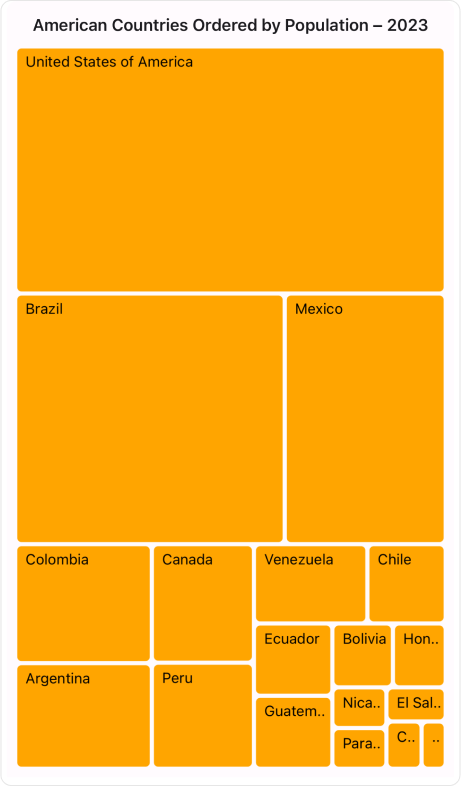 American Countries Ordered by Population – 2023
United States of America
Brazil
Mexico
Colombia
Canada
Venezuela
Chile
Ecuador
Bolivia
Hon..
Argentina
Peru
Guatem..
Nica..
El Sal..
Para..
C..
..